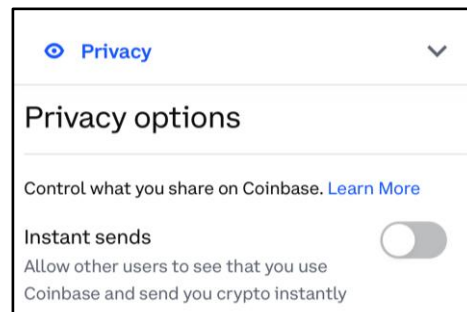 Privacy
Privacy options
Control what you share on Coinbase. Learn More
Instant sends
Allow other users to see that you use
Coinbase and send you crypto instantly